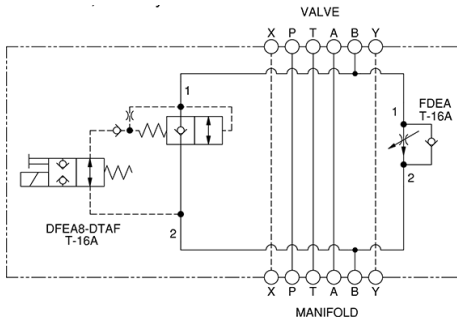 VALVE
X P T A B Y
1
FDEA
T-16A
1
2
DFEA8-DTAF
T-16A
2
X P T A B Y
MANIFOLD